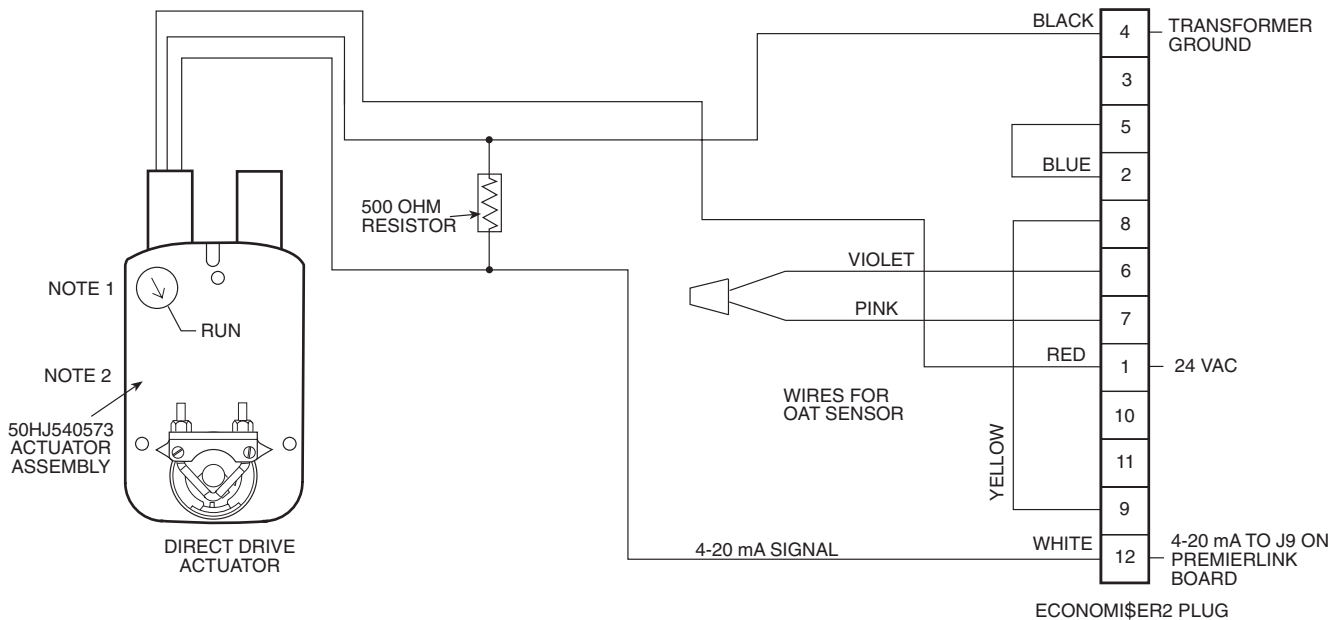 BLACK
4
TRANSFORMER
GROUND
3
5
BLUE
2
500 OHM
RESISTOR
8
VIOLET
6
NOTE 1
PINK
7
RUN
RED
1
24 VAC
NOTE 2
WIRES FOR
OAT SENSOR
10
50HJ540573
ACTUATOR
ASSEMBLY
YELLOW
11
9
DIRECT DRIVE
ACTUATOR
4-20 mA SIGNAL
WHITE
12
4-20 mA TO J9 ON
PREMIERLINK
BOARD
ECONOMI$ER2 PLUG